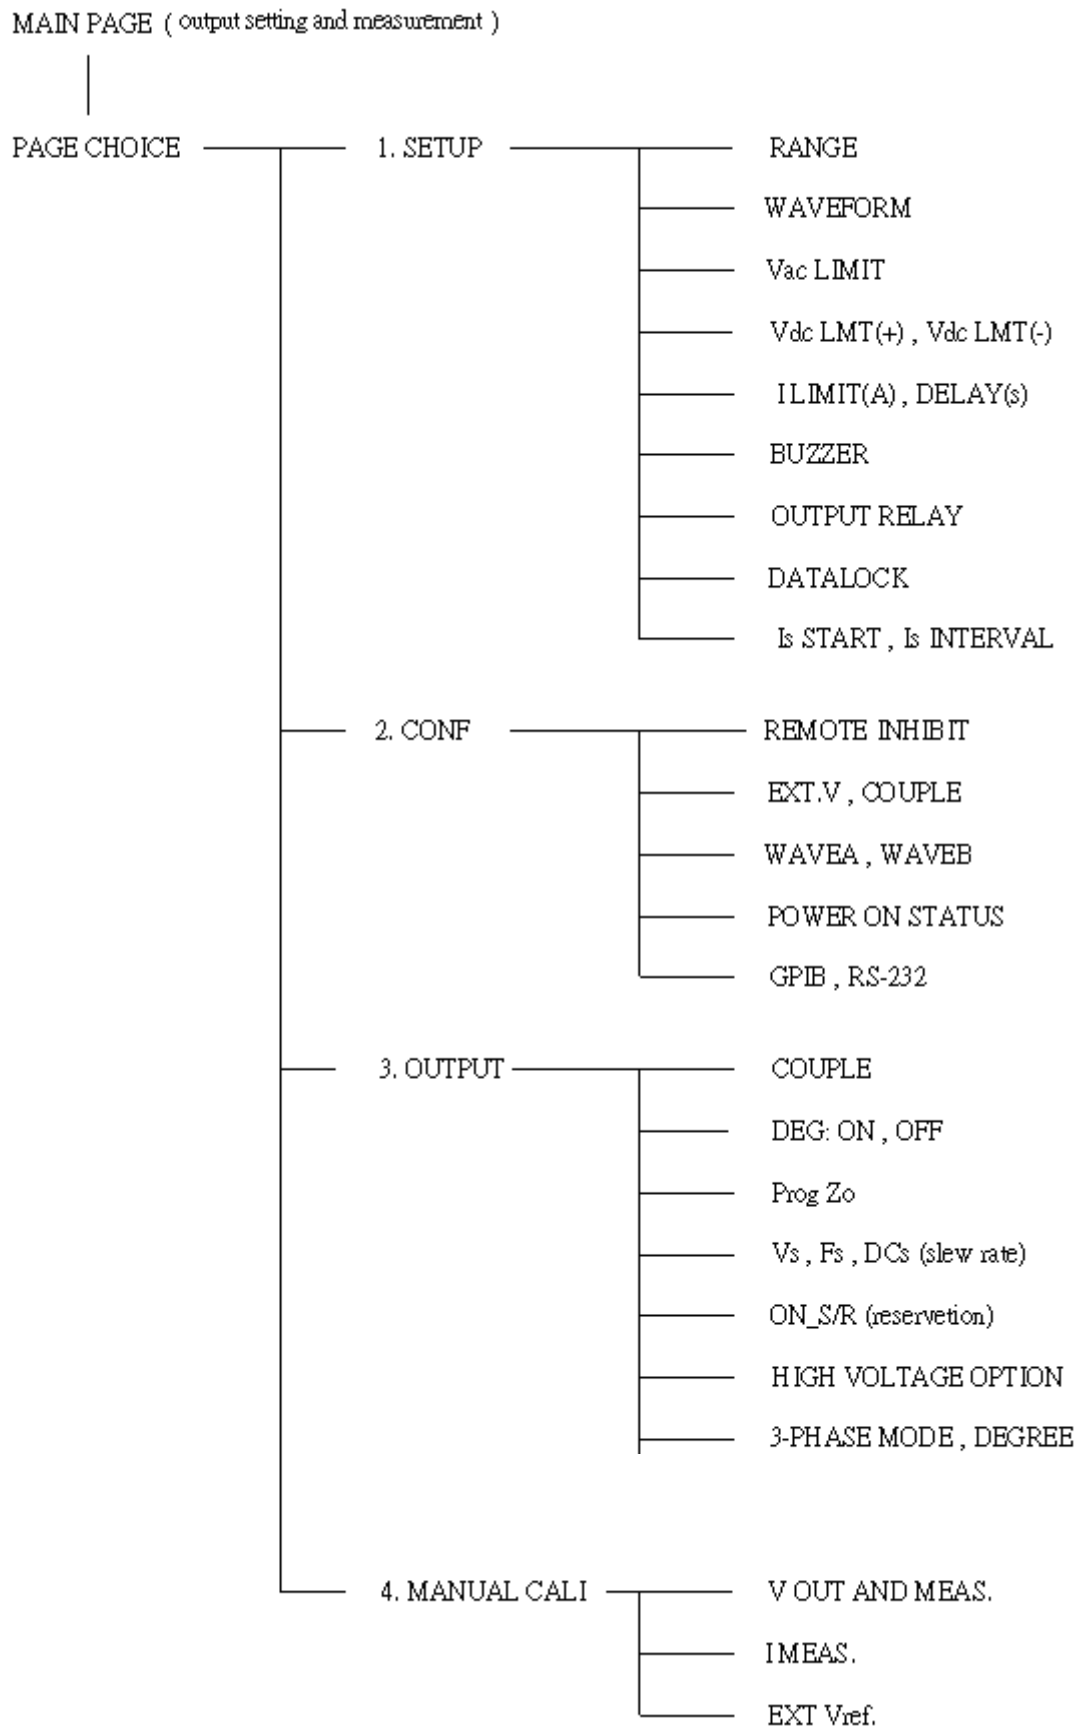 MAIN PAGE ( output setting and measurement )
PAGE CHOICE
1. SETUP
RANGE
WAVEFORM
Vac LIMIT
Vdc LMT(+) , Vdc LMT(-)
I LIMIT(A) , DELAY(s)
BUZZER
OUTPUT RELAY
DATALOCK
Is START , Is INTERVAL
2. CONF
REMOTE INHIBIT
EXT.V , COUPLE
WAVEA , WAVEB
POWER ON STATUS
GPIB , RS-232
3. OUTPUT
COUPLE
DEG: ON , OFF
Prog Zo
Vs , Fs , DCs (slew rate)
ON_S/R (reservetion)
HIGH VOLTAGE OPTION
3-PHASE MODE , DEGREE
4. MANUAL CALI
V OUT AND MEAS.
I MEAS.
EXT Vref.